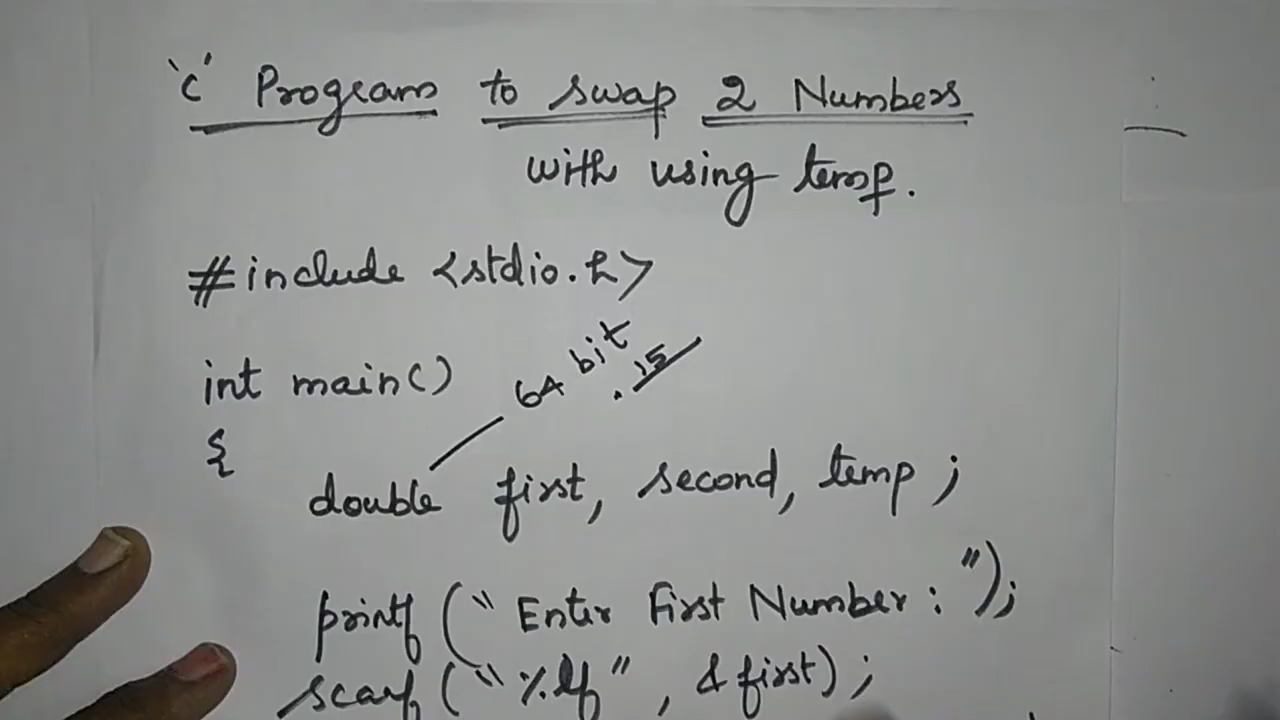 'C' Program to swap 2 Numbers
with using temp.
#include <stdio.h>
64 bit
. 15
int main()
{
double first, second, temp ;
printf ("Enter First Number : ");
scanf ("%lf" , &first) ;